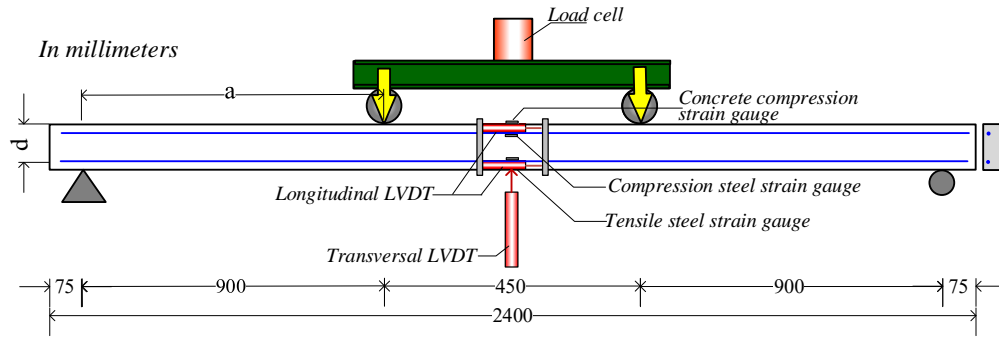 Load cell
In millimeters
a
Concrete compression
strain gauge
d
Longitudinal LVDT
Compression steel strain gauge
Tensile steel strain gauge
Transversal LVDT
75
900
450
900
75
2400